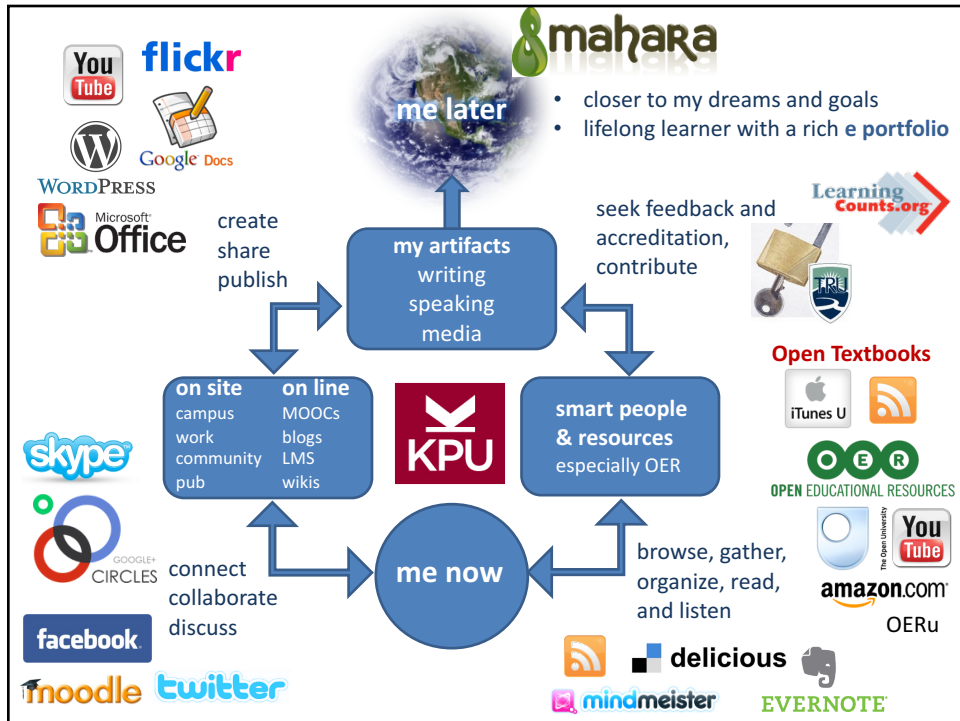 You
Tube
flickr
mahara
me later
• closer to my dreams and goals
• lifelong learner with a rich e portfolio
Google Docs
WORDPRESS
Microsoft
Office
create
share
publish
my artifacts
writing
speaking
media
seek feedback and
accreditation,
contribute
Learning
Counts.org
TRU
on site
campus
work
community
pub
on line
MOOCs
blogs
LMS
wikis
KPU
smart people
& resources
especially OER
Open Textbooks
iTunes U
OER
OPEN EDUCATIONAL RESOURCES
The Open University
You
Tube
amazon.com
OERu
skype
GOOGLE+
CIRCLES
connect
collaborate
discuss
me now
browse, gather,
organize, read,
and listen
facebook
moodle
twitter
delicious
mindmeister
EVERNOTE